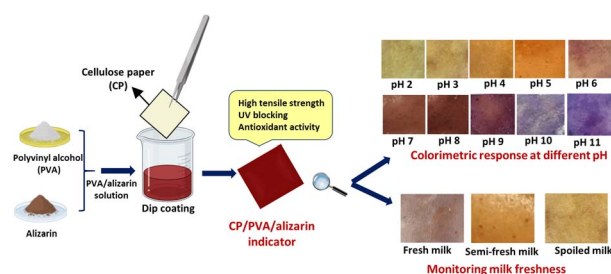 Cellulose paper
(CP)
High tensile strength
UV blocking
Antioxidant activity
Polyvinyl alcohol
(PVA)
PVA/alizarin
solution
Alizarin
Dip coating
CP/PVA/alizarin
indicator
pH 2 pH 3 pH 4 pH 5 pH 6
pH 7 pH 8 pH 9 pH 10 pH 11
Colorimetric response at different pH
Fresh milk Semi-fresh milk Spoiled milk
Monitoring milk freshness